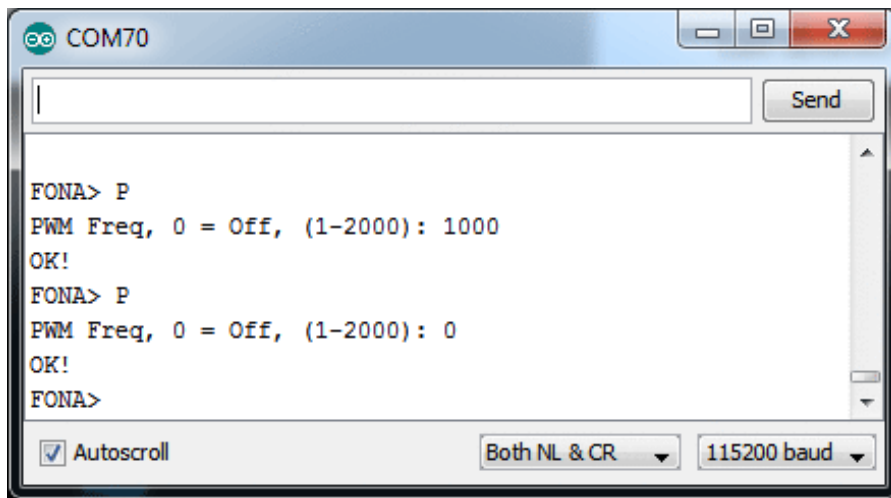 COM70
Send
FONA> P
PWM Freq, 0 = Off, (1-2000): 1000
OK!
FONA> P
PWM Freq, 0 = Off, (1-2000): 0
OK!
FONA>
Autoscroll
Both NL & CR
115200 baud